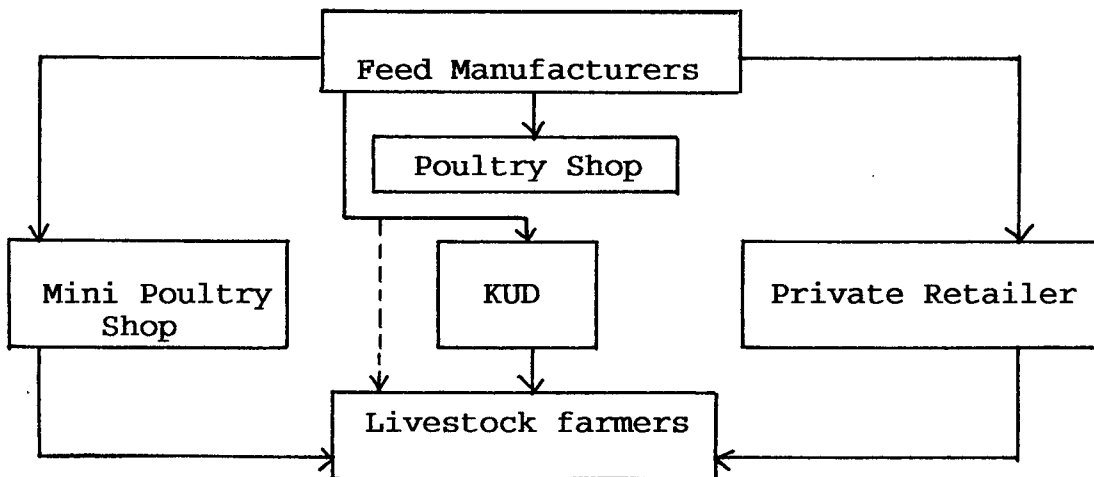 Feed Manufacturers
Poultry Shop
Mini Poultry
Shop
KUD
Private Retailer
Livestock farmers